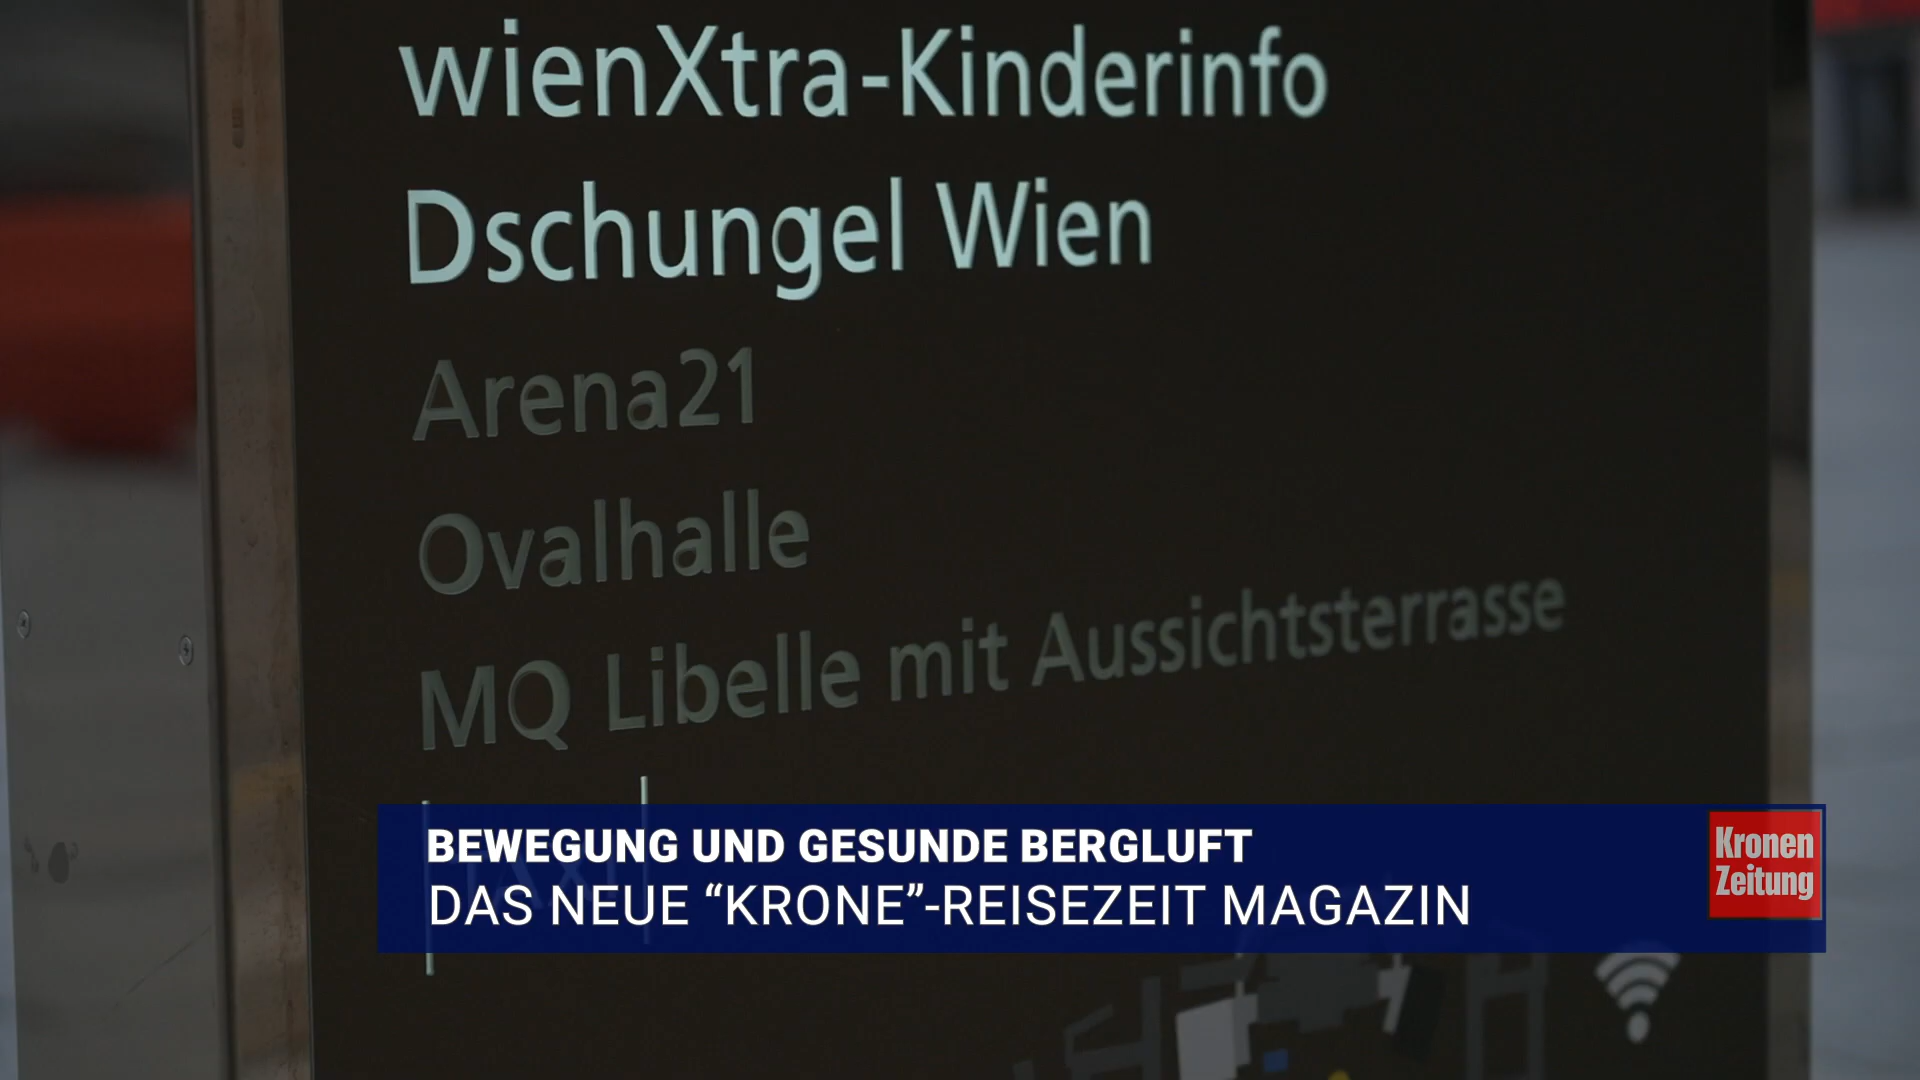 wienXtra-Kinderinfo
Dschungel Wien
Arena21
Ovalhalle
MQ Libelle mit Aussichtsterrasse
BEWEGUNG UND GESUNDE BERGLUFT
DAS NEUE “KRONE”-REISEZEIT MAGAZIN
Kronen
Zeitung